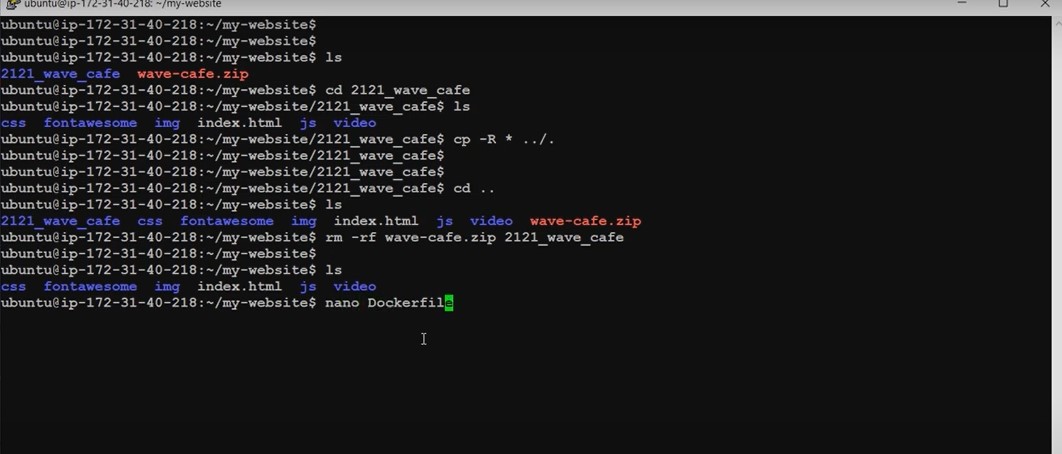 ubuntu@ip-172-31-40-218: ~/my-website
ubuntu@ip-172-31-40-218:~/my-website$
ubuntu@ip-172-31-40-218:~/my-website$
ubuntu@ip-172-31-40-218:~/my-website$ ls
2121_wave_cafe  wave-cafe.zip
ubuntu@ip-172-31-40-218:~/my-website$ cd 2121_wave_cafe
ubuntu@ip-172-31-40-218:~/my-website/2121_wave_cafe$ ls
css  fontawesome  img  index.html  js  video
ubuntu@ip-172-31-40-218:~/my-website/2121_wave_cafe$ cp -R * ../.
ubuntu@ip-172-31-40-218:~/my-website/2121_wave_cafe$
ubuntu@ip-172-31-40-218:~/my-website/2121_wave_cafe$
ubuntu@ip-172-31-40-218:~/my-website/2121_wave_cafe$ cd ..
ubuntu@ip-172-31-40-218:~/my-website$ ls
2121_wave_cafe  css  fontawesome  img  index.html  js  video  wave-cafe.zip
ubuntu@ip-172-31-40-218:~/my-website$ rm -rf wave-cafe.zip 2121_wave_cafe
ubuntu@ip-172-31-40-218:~/my-website$
ubuntu@ip-172-31-40-218:~/my-website$ ls
css  fontawesome  img  index.html  js  video
ubuntu@ip-172-31-40-218:~/my-website$ nano Dockerfile